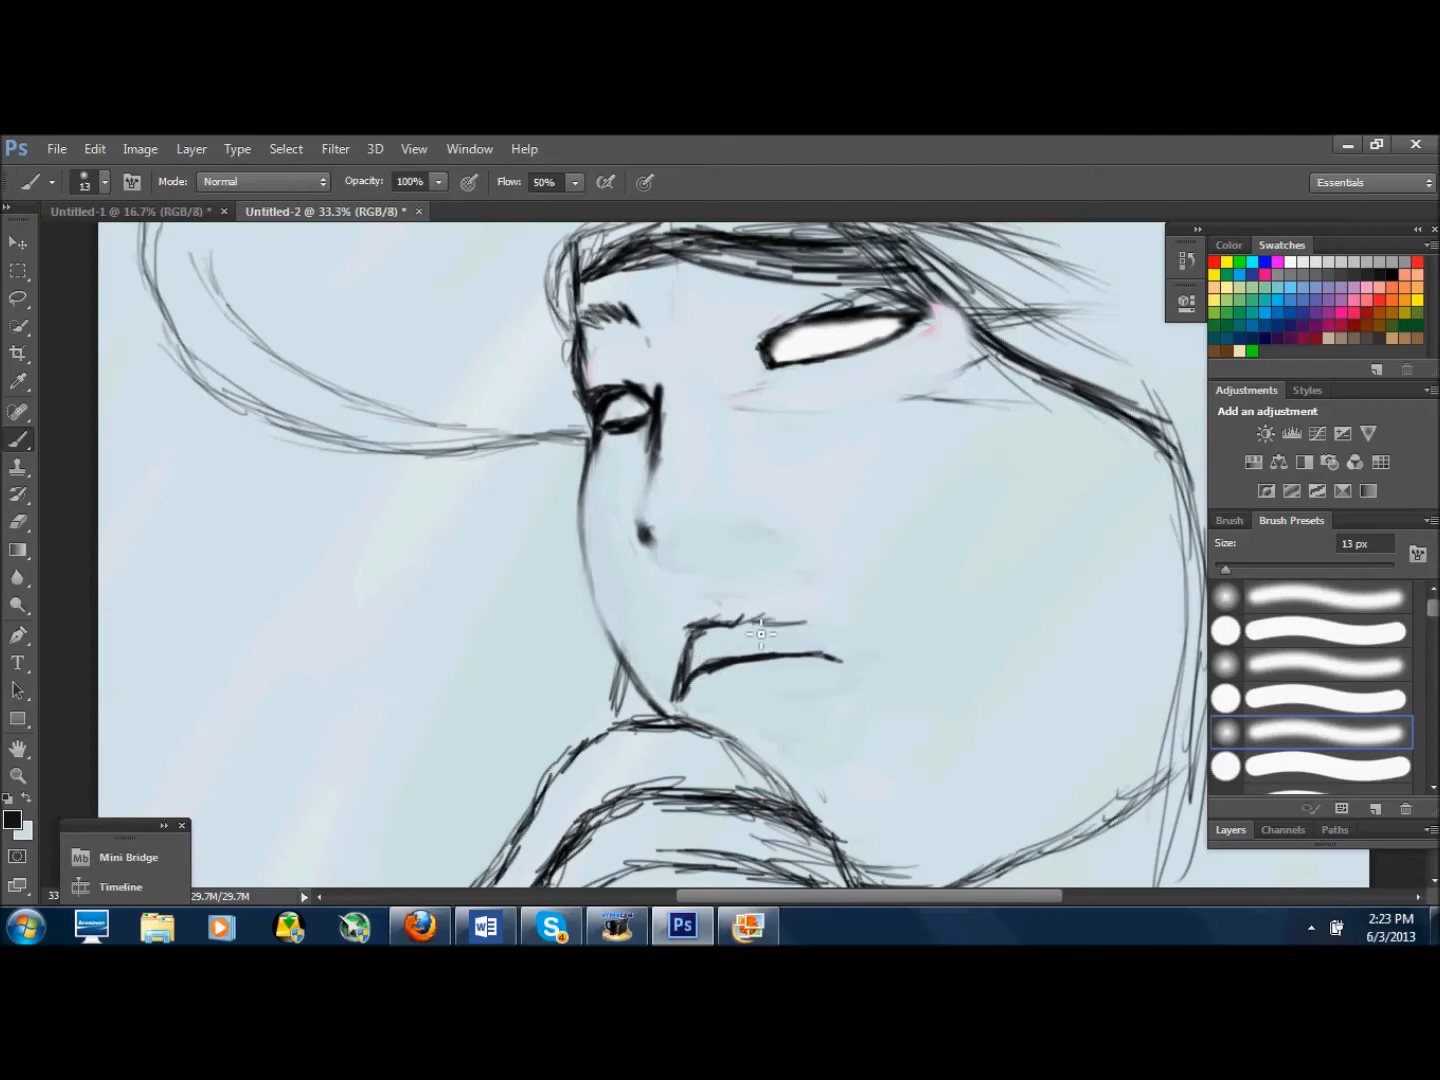 Ps File Edit Image Layer Type Select Filter 3D View Window Help
13 Mode: Normal Opacity: 100% Flow: 50% Essentials
Untitled-1 @ 16.7% (RGB/8) * × Untitled-2 @ 33.3% (RGB/8) * ×
Color Swatches
Adjustments Styles
Add an adjustment
Brush Brush Presets
Size: 13 px
Layers Channels Paths
Mb Mini Bridge
Timeline
33 29.7M/29.7M
Ps
2:23 PM
6/3/2013